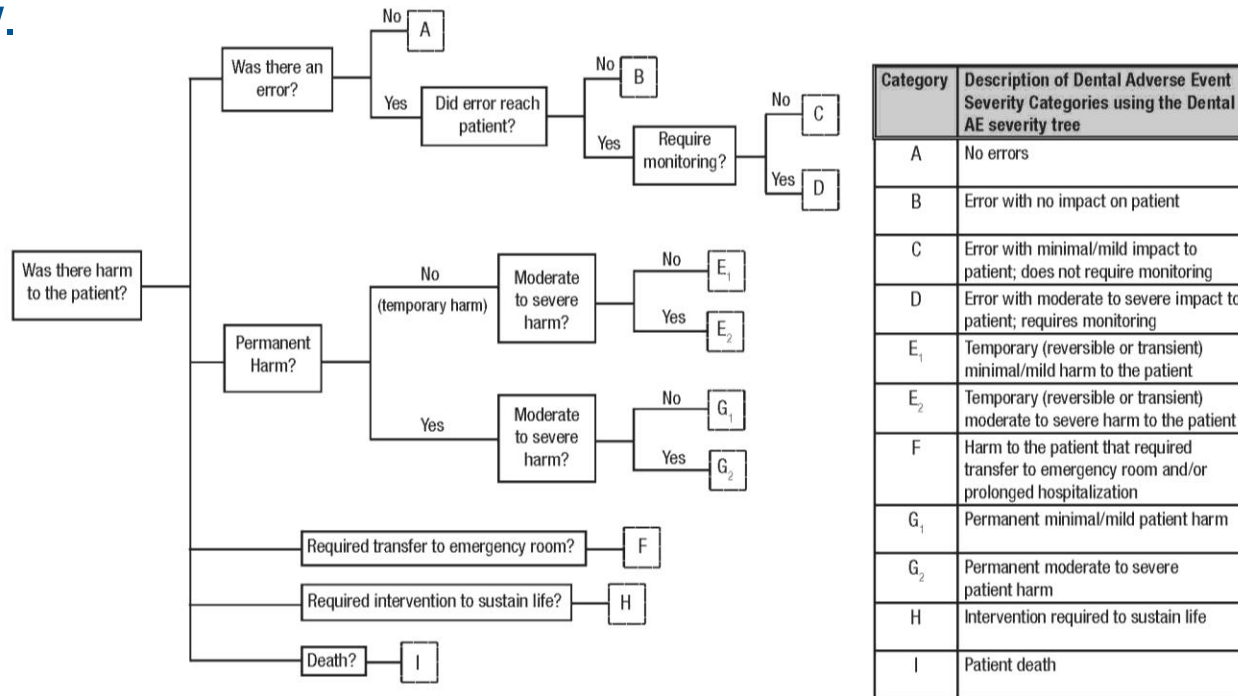 y.
No
A
Was there an
error?
Yes
Did error reach
patient?
No
B
Yes
Require
monitoring?
No
C
Yes
D
Was there harm
to the patient?
Permanent
Harm?
No
(temporary harm)
Moderate
to severe
harm?
No
E₁
Yes
E₂
Yes
Moderate
to severe
harm?
No
G₁
Yes
G₂
Required transfer to emergency room?
F
Required intervention to sustain life?
H
Death?
I
Category
Description of Dental Adverse Event
Severity Categories using the Dental
AE severity tree
A
No errors
B
Error with no impact on patient
C
Error with minimal/mild impact to
patient; does not require monitoring
D
Error with moderate to severe impact to
patient; requires monitoring
E₁
Temporary (reversible or transient)
minimal/mild harm to the patient
E₂
Temporary (reversible or transient)
moderate to severe harm to the patient
F
Harm to the patient that required
transfer to emergency room and/or
prolonged hospitalization
G₁
Permanent minimal/mild patient harm
G₂
Permanent moderate to severe
patient harm
H
Intervention required to sustain life
I
Patient death